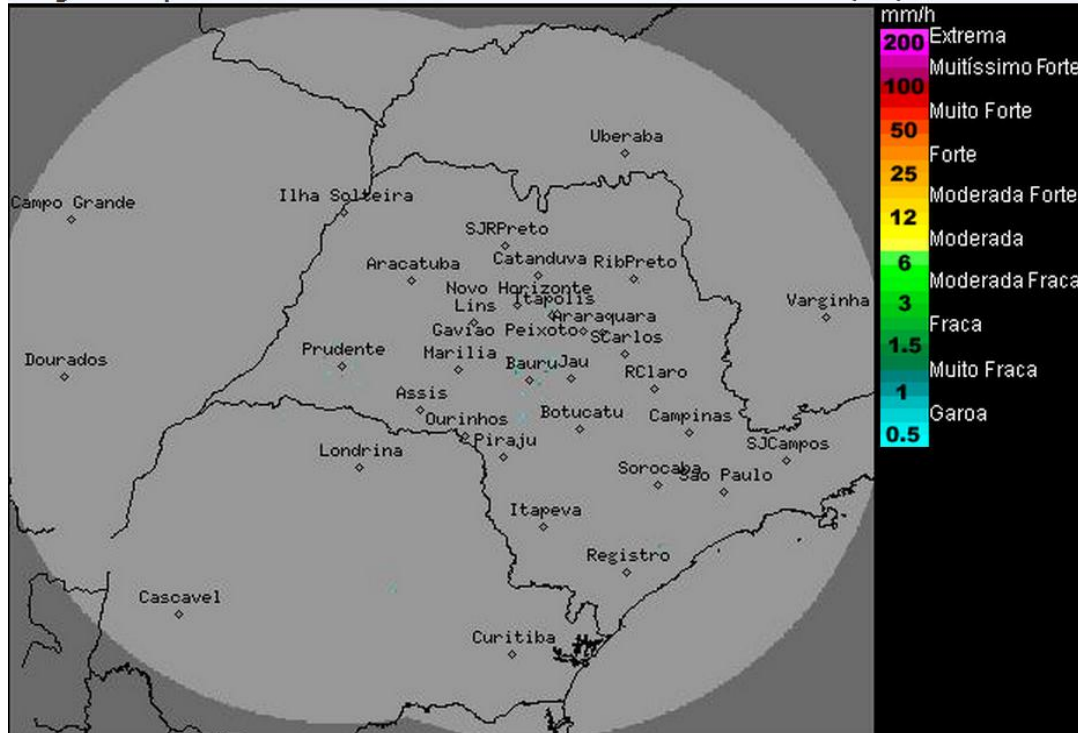 mm/h
200 Extrema
Muitíssimo Forte
100
Muito Forte
50
Forte
25
Moderada Forte
12
Moderada
6
Moderada Fraca
3
Fraca
1.5
Muito Fraca
1
Garoa
0.5
Uberaba
Campo Grande
Ilha Solteira
SJRPreto
Catanduva
RibPreto
Aracatuba
Novo Horizonte
Itapolis
Varginha
Lins
Araraquara
Gaviao Peixoto
SCarlos
Prudente
Marilia
Dourados
Bauru
Jau
RClaro
Assis
Botucatu
Campinas
Ourinhos
Piraju
SJCampos
Londrina
Sorocaba
Sao Paulo
Itapeva
Registro
Cascavel
Curitiba